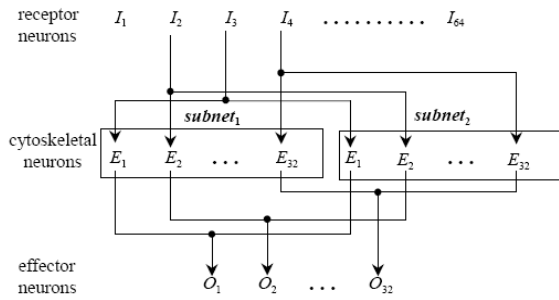 receptor neurons I₁ I₂ I₃ I₄ . . . . . . . . . . I₆₄
subnet₁ subnet₂
cytoskeletal neurons E₁ E₂ . . . E₃₂ E₁ E₂ . . . E₃₂
effector neurons O₁ O₂ . . . O₃₂